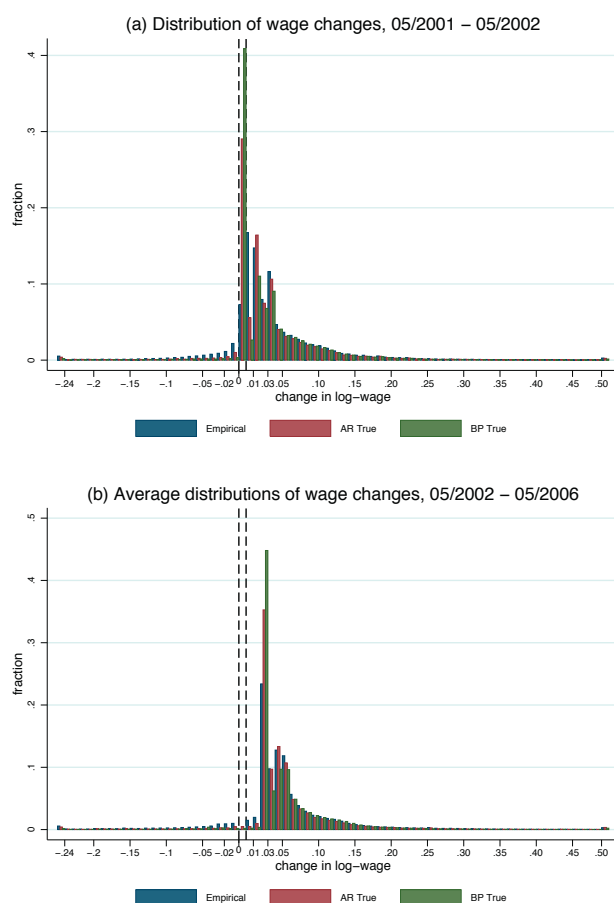 (a) Distribution of wage changes, 05/2001 − 05/2002
fraction
.4
.3
.2
.1
0
−.24 −.2 −.1 −.05 −.02 0 .01 .03 .05 .10 .15 .20 .25 .30 .35 .40 .45 .50
change in log−wage
Empirical AR True BP True
(b) Average distributions of wage changes, 05/2002 − 05/2006
fraction
.5
.4
.3
.2
.1
0
−.24 −.2 −.1 −.05 −.02 0 .01 .03 .05 .10 .15 .20 .25 .30 .35 .40 .45 .50
change in log−wage
Empirical AR True BP True